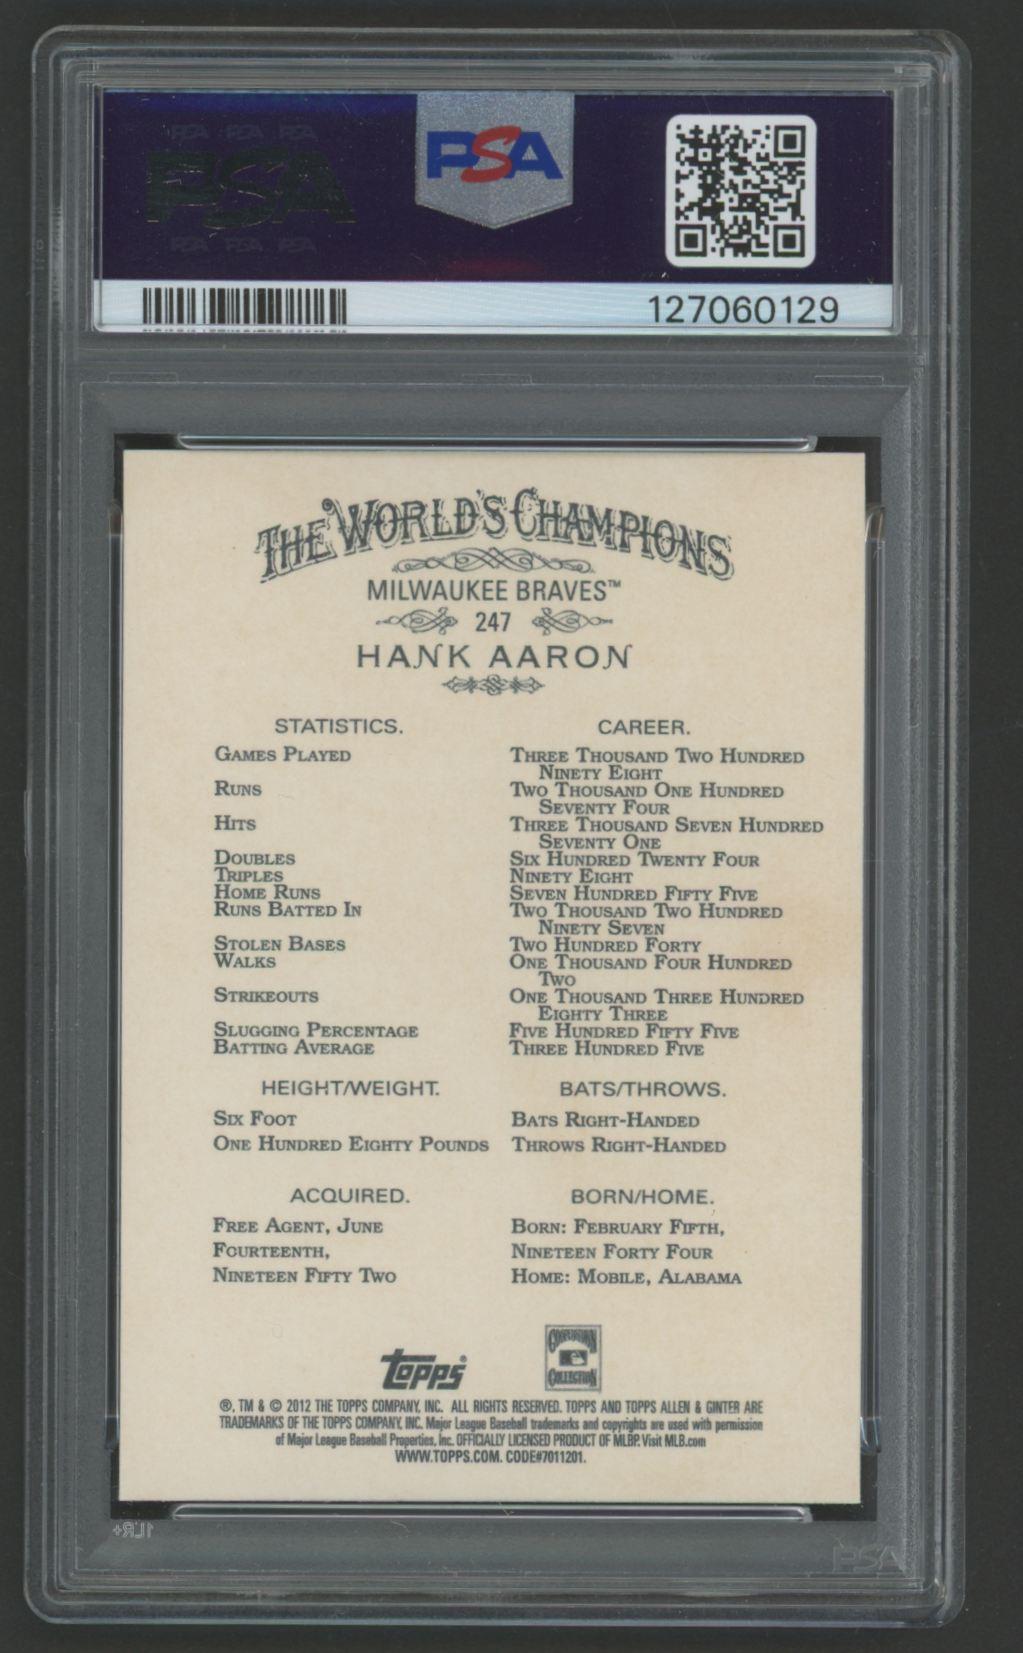 PSA PSA PSA
PSA
PSA PSA PSA
PSA
127060129
THE WORLD'S CHAMPIONS
MILWAUKEE BRAVES™
247
HANK AARON
STATISTICS. CAREER.
GAMES PLAYED THREE THOUSAND TWO HUNDRED
NINETY EIGHT
RUNS TWO THOUSAND ONE HUNDRED
SEVENTY FOUR
HITS THREE THOUSAND SEVEN HUNDRED
SEVENTY ONE
DOUBLES SIX HUNDRED TWENTY FOUR
TRIPLES NINETY EIGHT
HOME RUNS SEVEN HUNDRED FIFTY FIVE
RUNS BATTED IN TWO THOUSAND TWO HUNDRED
NINETY SEVEN
STOLEN BASES TWO HUNDRED FORTY
WALKS ONE THOUSAND FOUR HUNDRED
TWO
STRIKEOUTS ONE THOUSAND THREE HUNDRED
EIGHTY THREE
SLUGGING PERCENTAGE FIVE HUNDRED FIFTY FIVE
BATTING AVERAGE THREE HUNDRED FIVE
HEIGHT/WEIGHT. BATS/THROWS.
SIX FOOT BATS RIGHT-HANDED
ONE HUNDRED EIGHTY POUNDS THROWS RIGHT-HANDED
ACQUIRED. BORN/HOME.
FREE AGENT, JUNE BORN: FEBRUARY FIFTH,
FOURTEENTH, NINETEEN FORTY FOUR
NINETEEN FIFTY TWO HOME: MOBILE, ALABAMA
Topps®
COOPERSTOWN
COLLECTION
®, TM & © 2012 THE TOPPS COMPANY, INC. ALL RIGHTS RESERVED. TOPPS AND TOPPS ALLEN & GINTER ARE
TRADEMARKS OF THE TOPPS COMPANY, INC. Major League Baseball trademarks and copyrights are used with permission
of Major League Baseball Properties, Inc. OFFICIALLY LICENSED PRODUCT OF MLBP. Visit MLB.com
WWW.TOPPS.COM. CODE#7011201.
1LR+
PSA